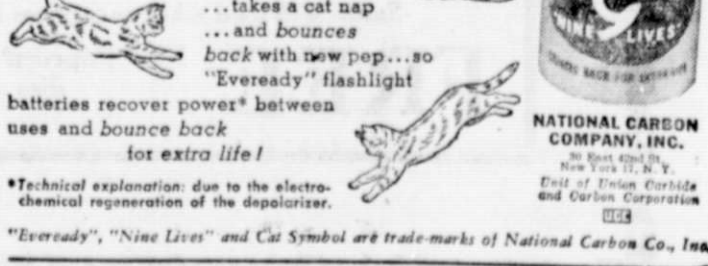 ...takes a cat nap
...and bounces
back with new pep...so
"Eveready" flashlight
batteries recover power* between
uses and bounce back
for extra life!
*Technical explanation: due to the electro-
chemical regeneration of the depolarizer.
9
NINE LIVES
NATIONAL CARBON
COMPANY, INC.
30 East 42nd St.
New York 17, N. Y.
Unit of Union Carbide
and Carbon Corporation
UCC
"Eveready", "Nine Lives" and Cat Symbol are trade-marks of National Carbon Co., Inc.